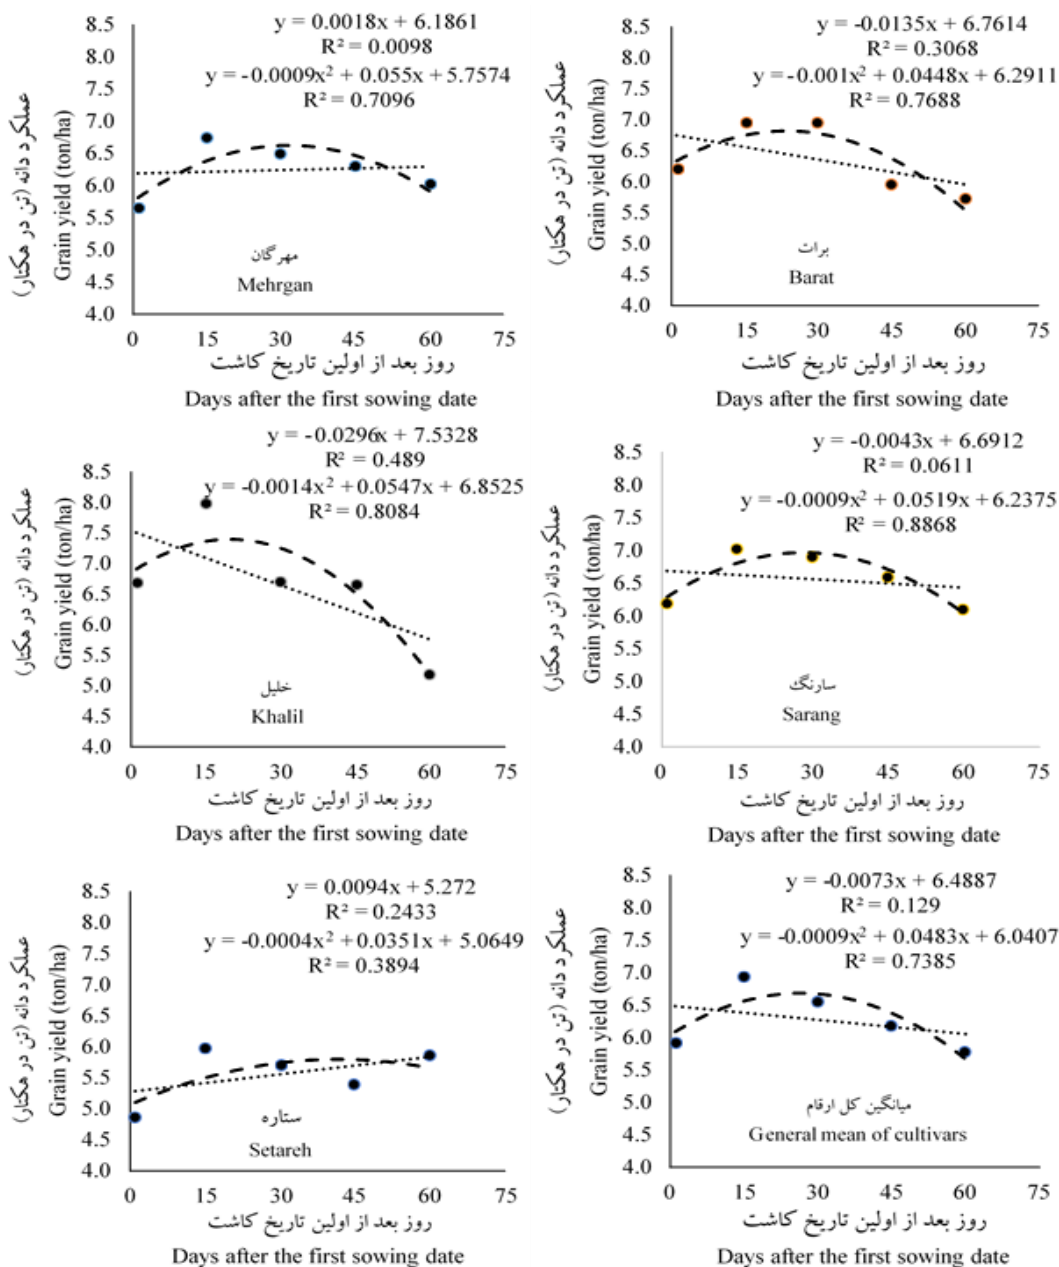 y = 0.0018x + 6.1861
R² = 0.0098
y = -0.0009x² + 0.055x + 5.7574
R² = 0.7096
عملکرد دانه (تن در هکتار)
Grain yield (ton/ha)
8.5
8.0
7.5
7.0
6.5
6.0
5.5
5.0
4.5
4.0
مهرگان
Mehrgan
0 15 30 45 60 75
روز بعد از اولین تاریخ کاشت
Days after the first sowing date
y = -0.0135x + 6.7614
R² = 0.3068
y = -0.001x² + 0.0448x + 6.2911
R² = 0.7688
عملکرد دانه (تن در هکتار)
Grain yield (ton/ha)
8.5
8.0
7.5
7.0
6.5
6.0
5.5
5.0
4.5
4.0
برات
Barat
0 15 30 45 60 75
روز بعد از اولین تاریخ کاشت
Days after the first sowing date
y = -0.0296x + 7.5328
R² = 0.489
y = -0.0014x² + 0.0547x + 6.8525
R² = 0.8084
عملکرد دانه (تن در هکتار)
Grain yield (ton/ha)
8.5
8.0
7.5
7.0
6.5
6.0
5.5
5.0
4.5
4.0
خلیل
Khalil
0 15 30 45 60 75
روز بعد از اولین تاریخ کاشت
Days after the first sowing date
y = -0.0043x + 6.6912
R² = 0.0611
y = -0.0009x² + 0.0519x + 6.2375
R² = 0.8868
عملکرد دانه (تن در هکتار)
Grain yield (ton/ha)
8.5
8.0
7.5
7.0
6.5
6.0
5.5
5.0
4.5
4.0
سارنگ
Sarang
0 15 30 45 60 75
روز بعد از اولین تاریخ کاشت
Days after the first sowing date
y = 0.0094x + 5.272
R² = 0.2433
y = -0.0004x² + 0.0351x + 5.0649
R² = 0.3894
عملکرد دانه (تن در هکتار)
Grain yield (ton/ha)
8.5
8.0
7.5
7.0
6.5
6.0
5.5
5.0
4.5
4.0
ستاره
Setareh
0 15 30 45 60 75
روز بعد از اولین تاریخ کاشت
Days after the first sowing date
y = -0.0073x + 6.4887
R² = 0.129
y = -0.0009x² + 0.0483x + 6.0407
R² = 0.7385
عملکرد دانه (تن در هکتار)
Grain yield (ton/ha)
8.5
8.0
7.5
7.0
6.5
6.0
5.5
5.0
4.5
4.0
میانگین کل ارقام
General mean of cultivars
0 15 30 45 60 75
روز بعد از اولین تاریخ کاشت
Days after the first sowing date